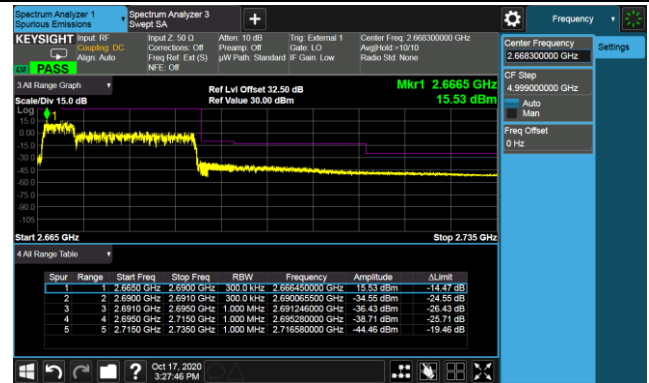 Spectrum Analyzer 1
Spurious Emissions
Spectrum Analyzer 3
Swept SA
Frequency
KEYSIGHT Input: RF
Coupling: DC
Align: Auto
Input Z: 50 Ω
Corrections: Off
Freq Ref: Ext (S)
NFE: Off
Atten: 10 dB
Preamp: Off
µW Path: Standard
Trig: External 1
Gate: LO
IF Gain: Low
Center Freq: 2.668300000 GHz
Avg|Hold:>10/10
Radio Std: None
PASS
3 All Range Graph
Scale/Div 15.0 dB
Ref Lvl Offset 32.50 dB
Ref Value 30.00 dBm
Mkr1 2.6665 GHz
15.53 dBm
Log
1
15.0
0.00
-15.0
-30.0
-45.0
-60.0
-75.0
-90.0
-105
Start 2.665 GHz
Stop 2.735 GHz
4 All Range Table
Spur Range Start Freq Stop Freq RBW Frequency Amplitude ΔLimit
1 1 2.6650 GHz 2.6900 GHz 300.0 kHz 2.666450000 GHz 15.53 dBm -14.47 dB
2 2 2.6900 GHz 2.6910 GHz 300.0 kHz 2.690065500 GHz -34.55 dBm -24.55 dB
3 3 2.6910 GHz 2.6950 GHz 1.000 MHz 2.691246000 GHz -36.43 dBm -26.43 dB
4 4 2.6950 GHz 2.7150 GHz 1.000 MHz 2.695280000 GHz -38.71 dBm -25.71 dB
5 5 2.7150 GHz 2.7350 GHz 1.000 MHz 2.716580000 GHz -44.46 dBm -19.46 dB
Center Frequency
2.668300000 GHz
Settings
CF Step
4.999000000 GHz
Auto
Man
Freq Offset
0 Hz
Oct 17, 2020
3:27:46 PM